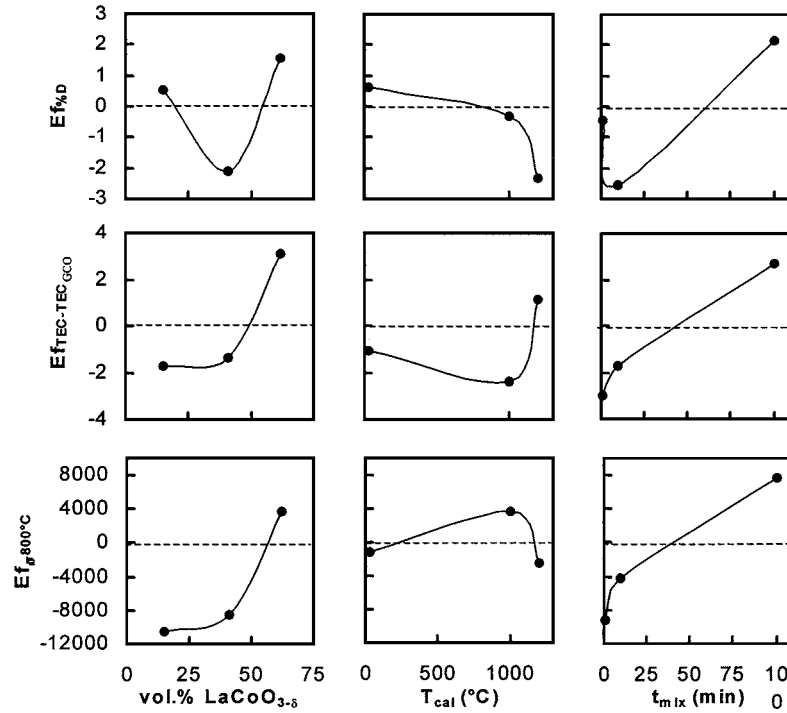 3
2
1
0
-1
-2
-3
Ef%D
4
2
0
-2
-4
EfTEC-TECGCO
8000
4000
0
-4000
-8000
-12000
Efσ800°C
0 25 50 75
vol.% LaCoO3-δ
0 500 1000
Tcal (°C)
0 25 50 75 10
0
tmix (min)